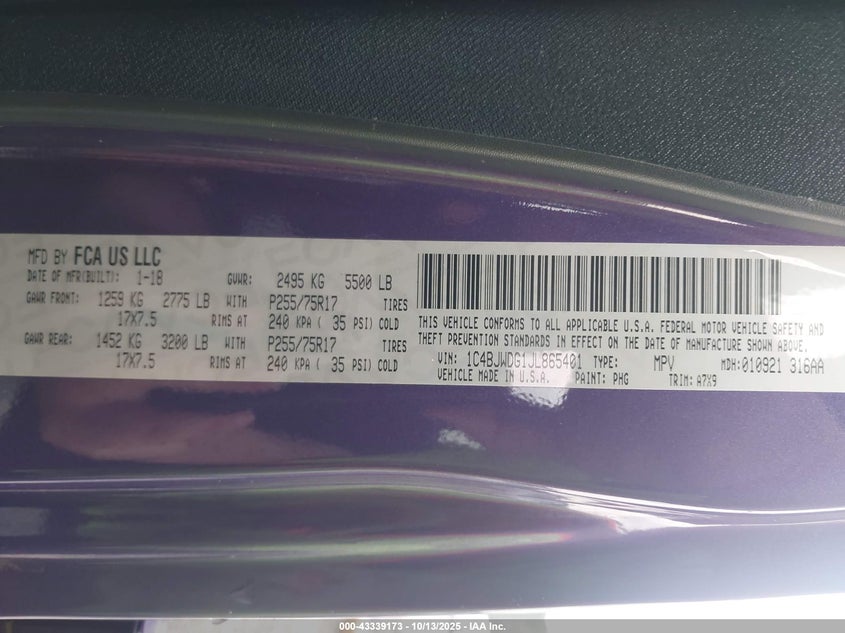 MFD BY FCA US LLC
DATE OF MFR(BUILT): 1-18 GVWR: 2495 KG 5500 LB
GAWR FRONT: 1259 KG 2775 LB WITH P255/75R17 TIRES
17X7.5 RIMS AT 240 KPA ( 35 PSI) COLD
GAWR REAR: 1452 KG 3200 LB WITH P255/75R17 TIRES
17X7.5 RIMS AT 240 KPA ( 35 PSI) COLD
THIS VEHICLE CONFORMS TO ALL APPLICABLE U.S.A. FEDERAL MOTOR VEHICLE SAFETY AND
THEFT PREVENTION STANDARDS IN EFFECT ON THE DATE OF MANUFACTURE SHOWN ABOVE.
VIN: 1C4BJWDG1JL865401 TYPE: MPV MDH:010921 316AA
VEHICLE MADE IN U.S.A. PAINT: PHG TRIM: A7X9
000-43339173 - 10/13/2025 - IAA Inc.